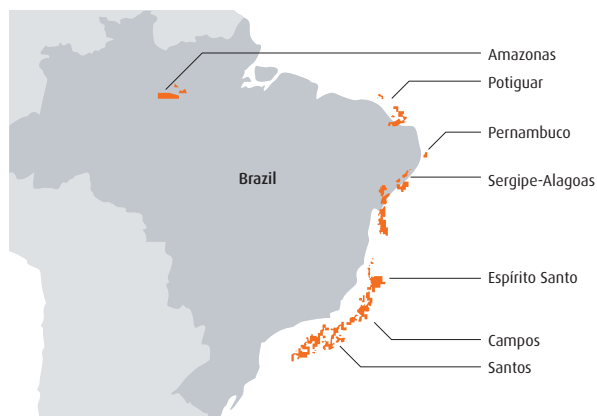 Amazonas
Potiguar
Pernambuco
Brazil
Sergipe-Alagoas
Espírito Santo
Campos
Santos